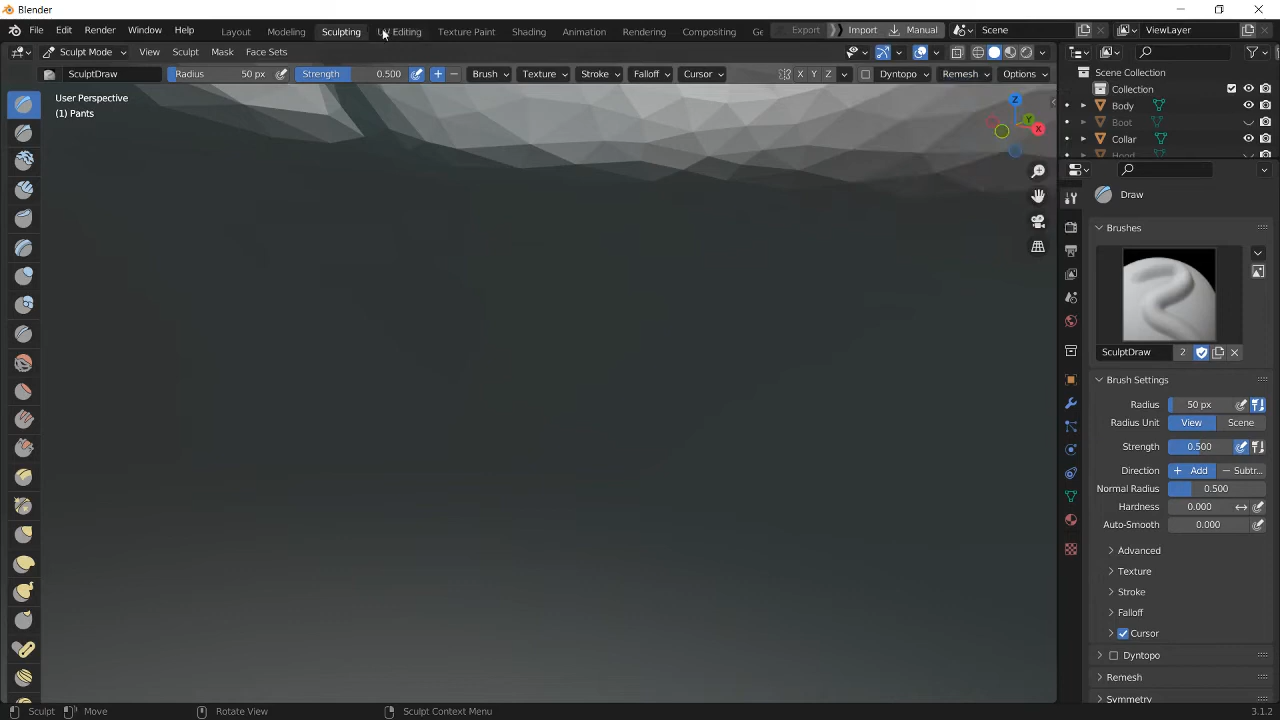 Blender
File Edit Render Window Help Layout Modeling Sculpting UV Editing Texture Paint Shading Animation Rendering Compositing Ge Export Import Manual Scene ViewLayer
Sculpt Mode View Sculpt Mask Face Sets
SculptDraw Radius 50 px Strength 0.500 Brush Texture Stroke Falloff Cursor X Y Z Dyntopo Remesh Options
User Perspective
(1) Pants
Z
Y
X
Scene Collection
Collection
Body
Boot
Collar
Hood
Draw
Brushes
SculptDraw 2
Brush Settings
Radius 50 px
Radius Unit View Scene
Strength 0.500
Direction + Add − Subtr...
Normal Radius 0.500
Hardness 0.000
Auto-Smooth 0.000
Advanced
Texture
Stroke
Falloff
Cursor
Dyntopo
Remesh
Symmetry
Sculpt Move Rotate View Sculpt Context Menu 3.1.2